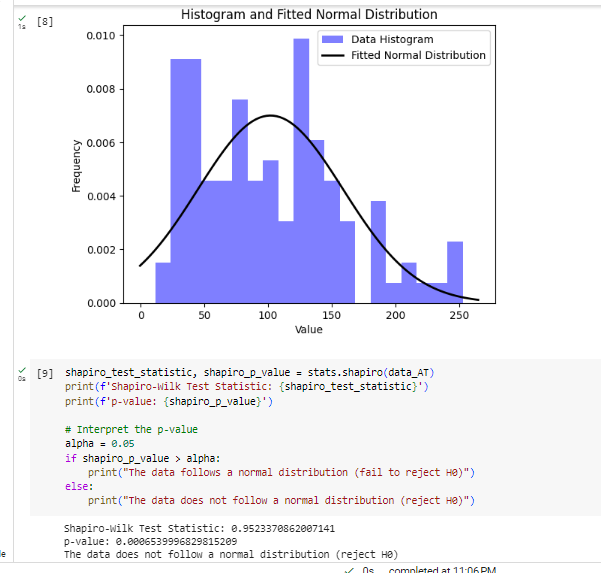 [8]
1s
Histogram and Fitted Normal Distribution
Data Histogram
Fitted Normal Distribution
0.010
0.008
0.006
0.004
0.002
0.000
Frequency
0 50 100 150 200 250
Value
[9]
0s
shapiro_test_statistic, shapiro_p_value = stats.shapiro(data_AT)
print(f'Shapiro-Wilk Test Statistic: {shapiro_test_statistic}')
print(f'p-value: {shapiro_p_value}')
# Interpret the p-value
alpha = 0.05
if shapiro_p_value > alpha:
print("The data follows a normal distribution (fail to reject H0)")
else:
print("The data does not follow a normal distribution (reject H0)")
Shapiro-Wilk Test Statistic: 0.9523370862007141
p-value: 0.0006539996829815209
The data does not follow a normal distribution (reject H0)
0s completed at 11:06 PM